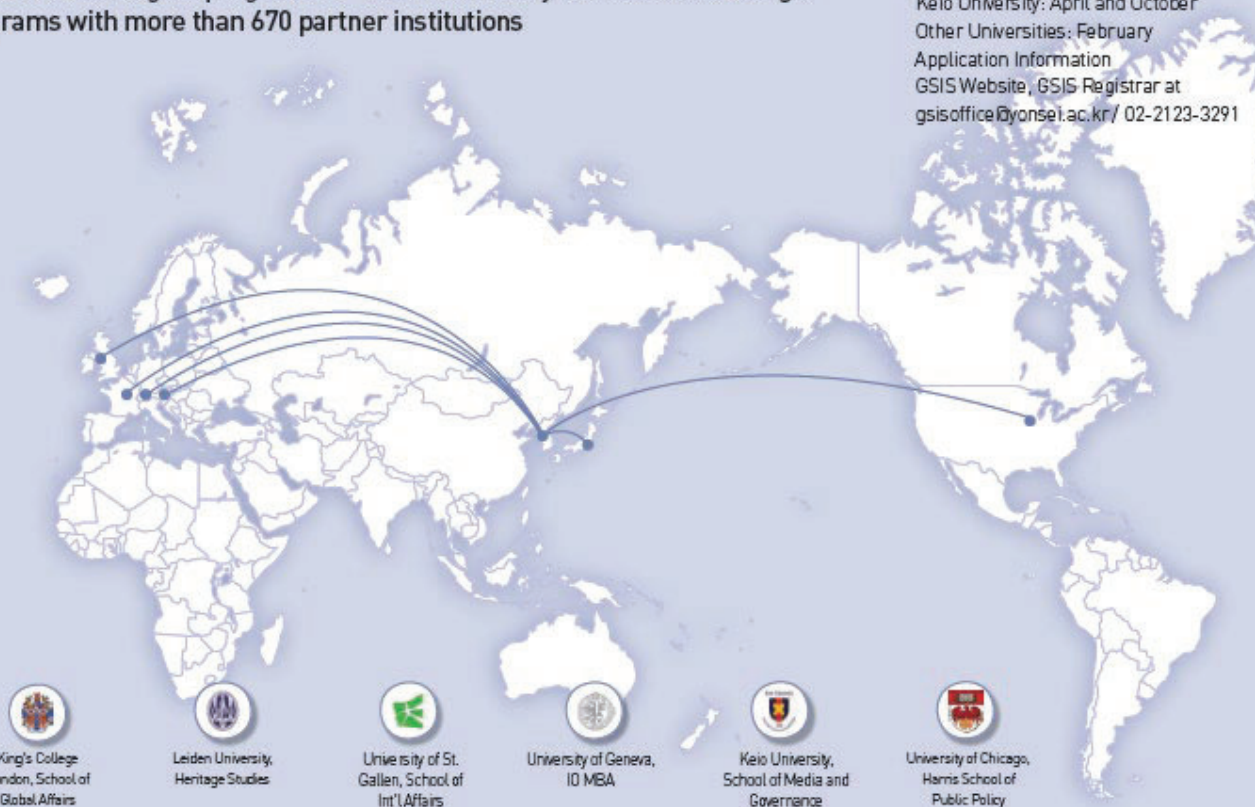 rams with more than 670 partner institutions
Keio University: April and October
Other Universities: February
Application Information
GSIS Website, GSIS Registrar at
gsisoffice@yonsei.ac.kr / 02-2123-3291
King's College
ndon, School of
Global Affairs
Leiden University,
Heritage Studies
University of St.
Gallen, School of
Int'l Affairs
University of Geneva,
IO MBA
Keio University,
School of Media and
Governance
University of Chicago,
Harris School of
Public Policy